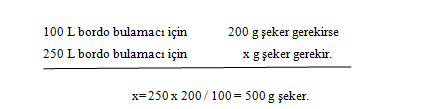 100 L bordo bulamacı için 200 g şeker gerekirse
250 L bordo bulamacı için x g şeker gerekir.
x= 250 x 200 / 100 = 500 g şeker.